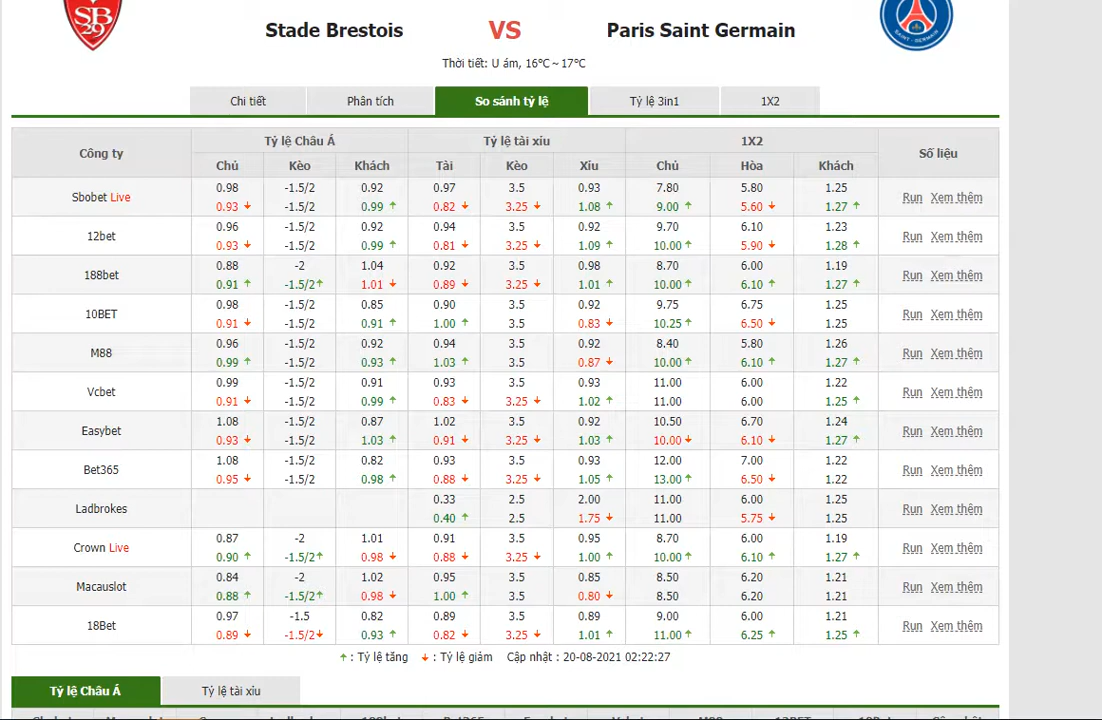 SB
29
PARIS
SAINT - GERMAIN
Stade Brestois VS Paris Saint Germain
Thời tiết: U ám, 16°C～17°C
Chi tiết Phân tích So sánh tỷ lệ Tỷ lệ 3in1 1X2
Công ty Tỷ lệ Châu Á Tỷ lệ tài xỉu 1X2 Số liệu
Chủ Kèo Khách Tài Kèo Xỉu Chủ Hòa Khách
0.98 -1.5/2 0.92 0.97 3.5 0.93 7.80 5.80 1.25
Sbobet Live Run Xem thêm
0.93 ↓ -1.5/2 0.99 ↑ 0.82 ↓ 3.25 ↓ 1.08 ↑ 9.00 ↑ 5.60 ↓ 1.27 ↑
0.96 -1.5/2 0.92 0.94 3.5 0.92 9.70 6.10 1.23
12bet Run Xem thêm
0.93 ↓ -1.5/2 0.99 ↑ 0.81 ↓ 3.25 ↓ 1.09 ↑ 10.00 ↑ 5.90 ↓ 1.28 ↑
0.88 -2 1.04 0.92 3.5 0.98 8.70 6.00 1.19
188bet Run Xem thêm
0.91 ↑ -1.5/2↑ 1.01 ↓ 0.89 ↓ 3.25 ↓ 1.01 ↑ 10.00 ↑ 6.10 ↑ 1.27 ↑
0.98 -1.5/2 0.85 0.90 3.5 0.92 9.75 6.75 1.25
10BET Run Xem thêm
0.91 ↓ -1.5/2 0.91 ↑ 1.00 ↑ 3.5 0.83 ↓ 10.25 ↑ 6.50 ↓ 1.25
0.96 -1.5/2 0.92 0.94 3.5 0.92 8.40 5.80 1.26
M88 Run Xem thêm
0.99 ↑ -1.5/2 0.93 ↑ 1.03 ↑ 3.5 0.87 ↓ 10.00 ↑ 6.10 ↑ 1.27 ↑
0.99 -1.5/2 0.91 0.93 3.5 0.93 11.00 6.00 1.22
Vcbet Run Xem thêm
0.91 ↓ -1.5/2 0.99 ↑ 0.83 ↓ 3.25 ↓ 1.02 ↑ 11.00 6.00 1.25 ↑
1.08 -1.5/2 0.87 1.02 3.5 0.92 10.50 6.70 1.24
Easybet Run Xem thêm
0.93 ↓ -1.5/2 1.03 ↑ 0.91 ↓ 3.25 ↓ 1.03 ↑ 10.00 ↓ 6.10 ↓ 1.27 ↑
1.08 -1.5/2 0.82 0.93 3.5 0.93 12.00 7.00 1.22
Bet365 Run Xem thêm
0.95 ↓ -1.5/2 0.98 ↑ 0.88 ↓ 3.25 ↓ 1.05 ↑ 13.00 ↑ 6.50 ↓ 1.22
0.33 2.5 2.00 11.00 6.00 1.25
Ladbrokes Run Xem thêm
0.40 ↑ 2.5 1.75 ↓ 11.00 5.75 ↓ 1.25
0.87 -2 1.01 0.91 3.5 0.95 8.70 6.00 1.19
Crown Live Run Xem thêm
0.90 ↑ -1.5/2↑ 0.98 ↓ 0.88 ↓ 3.25 ↓ 1.00 ↑ 10.00 ↑ 6.10 ↑ 1.27 ↑
0.84 -2 1.02 0.95 3.5 0.85 8.50 6.20 1.21
Macauslot Run Xem thêm
0.88 ↑ -1.5/2↑ 0.98 ↓ 1.00 ↑ 3.5 0.80 ↓ 8.50 6.20 1.21
0.97 -1.5 0.82 0.89 3.5 0.89 9.00 6.00 1.21
18Bet Run Xem thêm
0.89 ↓ -1.5/2↓ 0.93 ↑ 0.82 ↓ 3.25 ↓ 1.01 ↑ 11.00 ↑ 6.25 ↑ 1.25 ↑
↑ : Tỷ lệ tăng ↓ : Tỷ lệ giảm Cập nhật : 20-08-2021 02:22:27
Tỷ lệ Châu Á Tỷ lệ tài xỉu